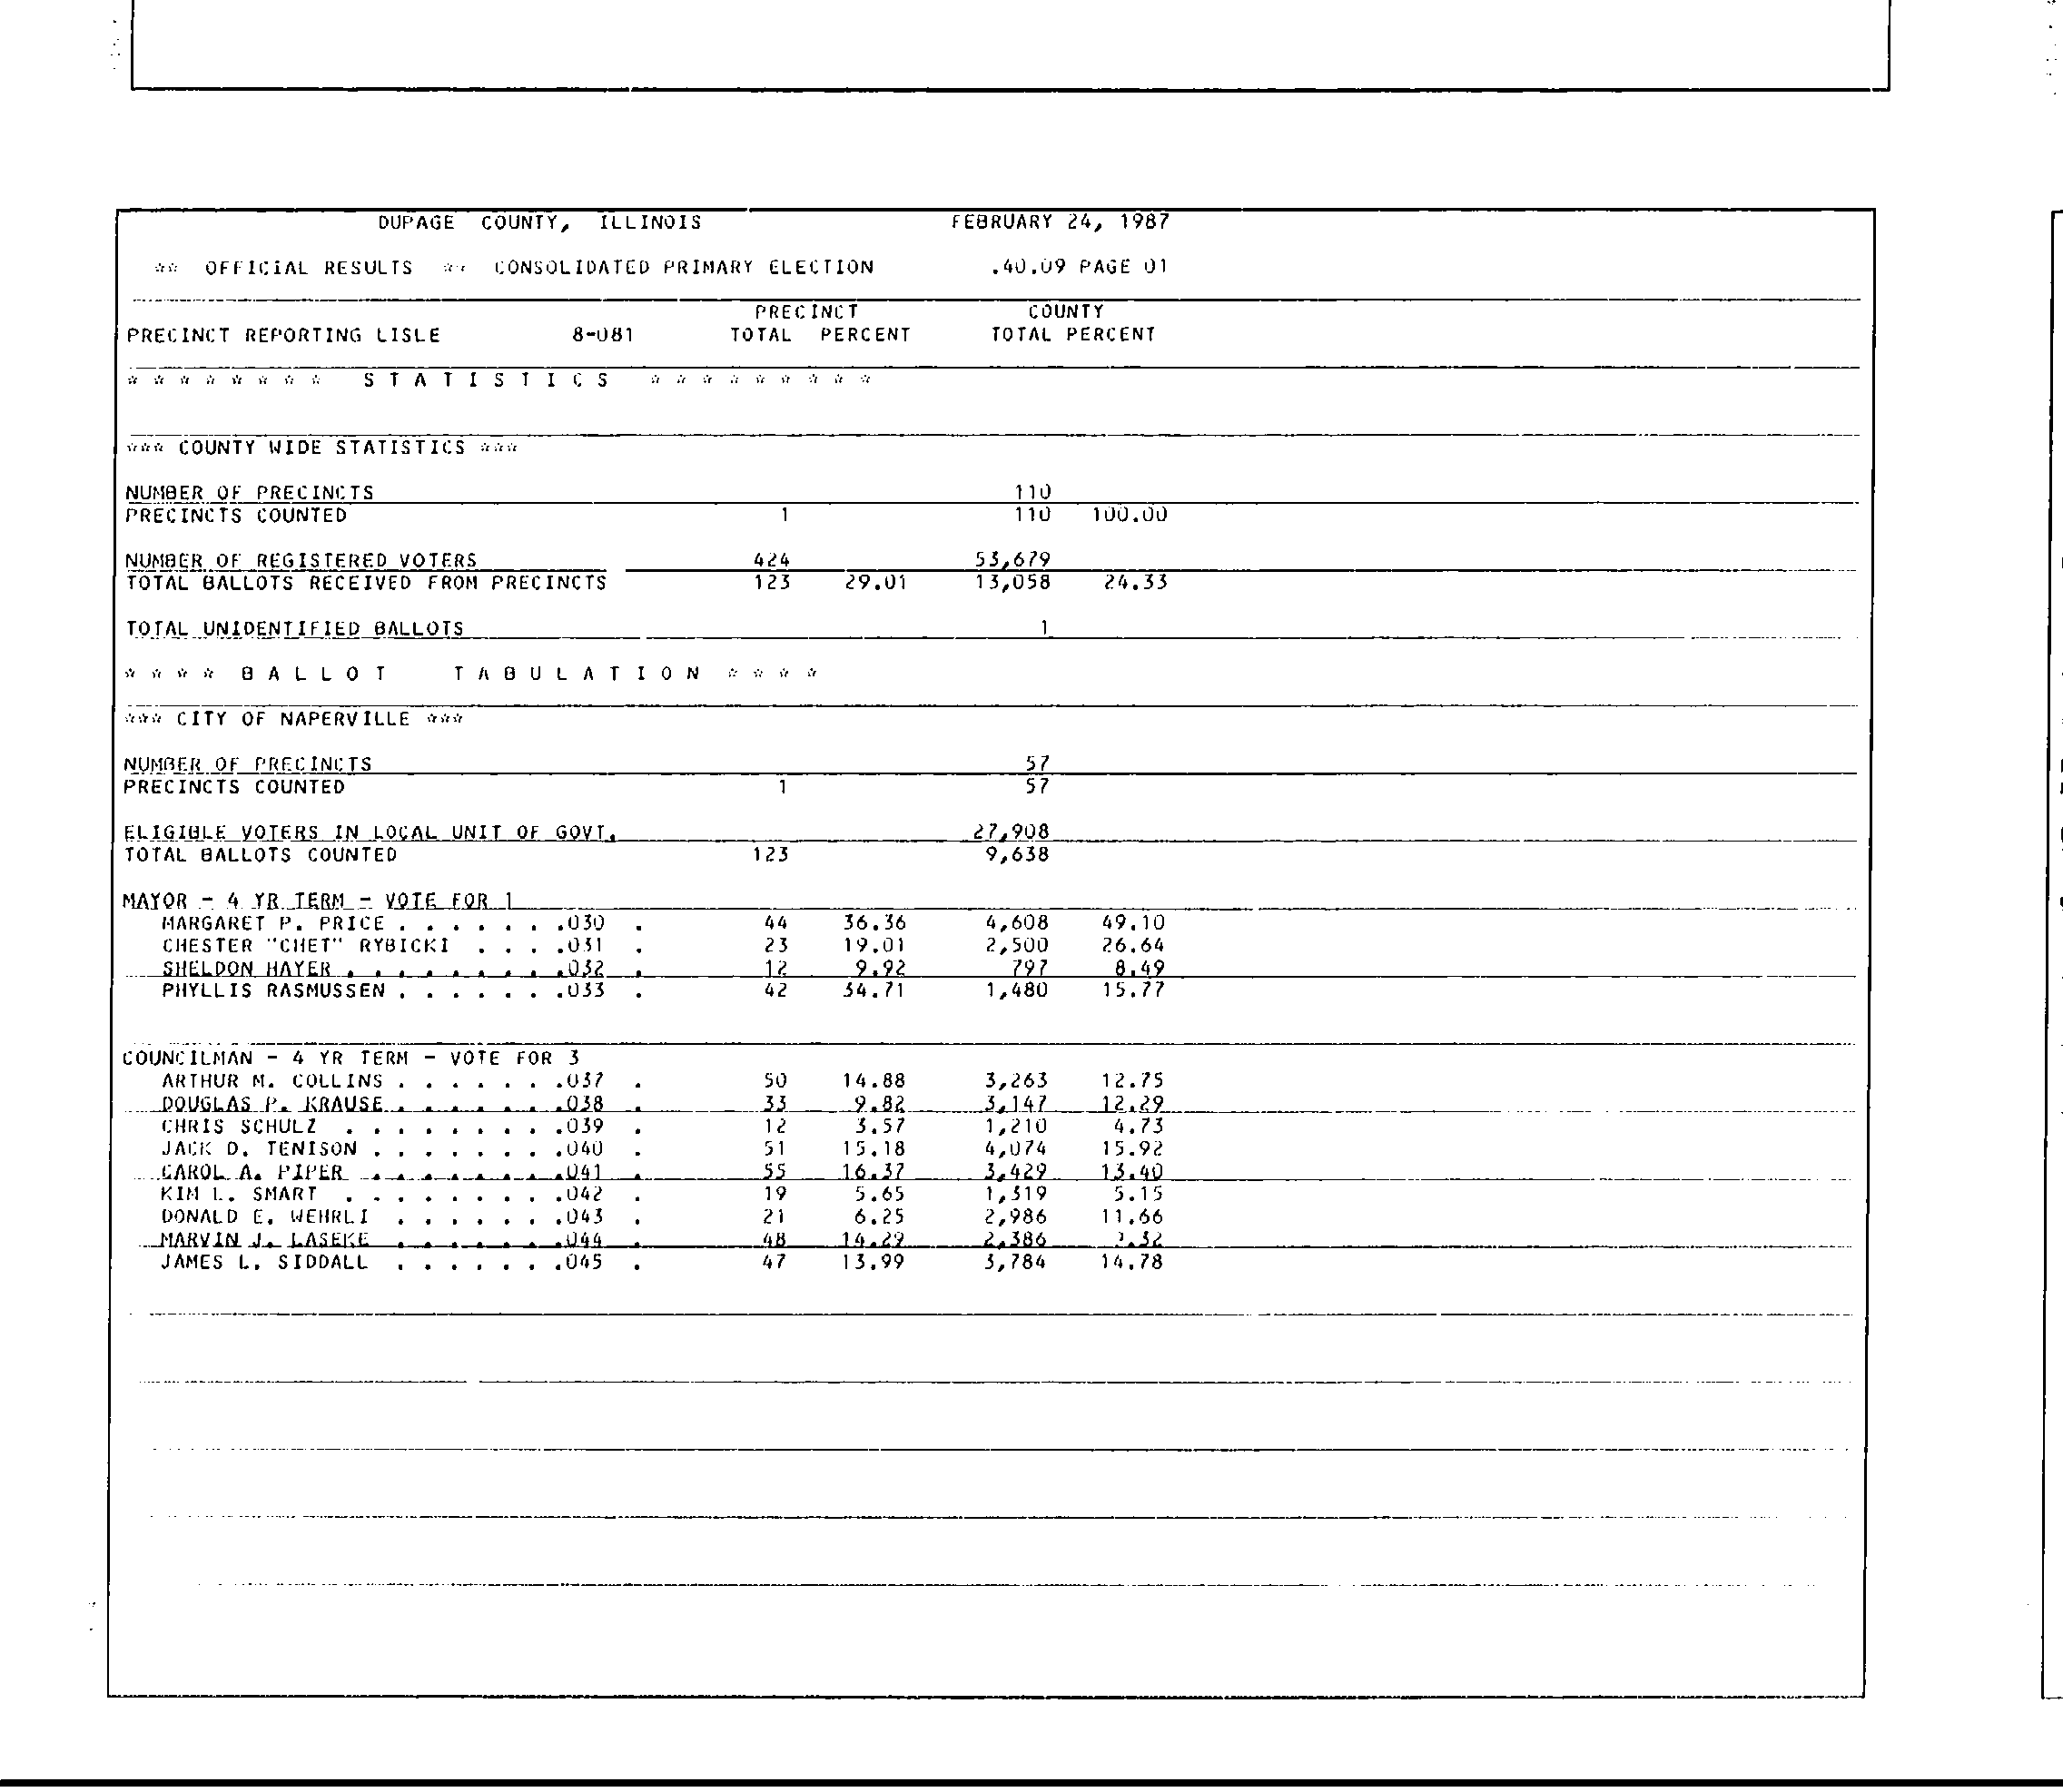 DUPAGE COUNTY, ILLINOIS FEBRUARY 24, 1987
** OFFICIAL RESULTS ** CONSOLIDATED PRIMARY ELECTION .40.09 PAGE 01
PRECINCT COUNTY
PRECINCT REPORTING LISLE 8-081 TOTAL PERCENT TOTAL PERCENT
* * * * * * * * S T A T I S T I C S * * * * * * * * *
*** COUNTY WIDE STATISTICS ***
NUMBER OF PRECINCTS 110
PRECINCTS COUNTED 1 110 100.00
NUMBER OF REGISTERED VOTERS 424 53,679
TOTAL BALLOTS RECEIVED FROM PRECINCTS 123 29.01 13,058 24.33
TOTAL UNIDENTIFIED BALLOTS 1
* * * * B A L L O T T A B U L A T I O N * * * *
*** CITY OF NAPERVILLE ***
NUMBER OF PRECINCTS 57
PRECINCTS COUNTED 1 57
ELIGIBLE VOTERS IN LOCAL UNIT OF GOVT. 27,908
TOTAL BALLOTS COUNTED 123 9,638
MAYOR - 4 YR TERM - VOTE FOR 1
MARGARET P. PRICE . . . . . . .030 . 44 36.36 4,608 49.10
CHESTER "CHET" RYBICKI . . . .031 . 23 19.01 2,500 26.64
SHELDON HAYER . . . . . . . . .032 . 12 9.92 797 8.49
PHYLLIS RASMUSSEN . . . . . . .033 . 42 34.71 1,480 15.77
COUNCILMAN - 4 YR TERM - VOTE FOR 3
ARTHUR M. COLLINS . . . . . . .037 . 50 14.88 3,263 12.75
DOUGLAS P. KRAUSE . . . . . . .038 . 33 9.82 3,147 12.29
CHRIS SCHULZ . . . . . . . . .039 . 12 3.57 1,210 4.73
JACK D. TENISON . . . . . . . .040 . 51 15.18 4,074 15.92
CAROL A. PIPER . . . . . . . .041 . 55 16.37 3,429 13.40
KIM L. SMART . . . . . . . . .042 . 19 5.65 1,319 5.15
DONALD E. WEHRLI . . . . . . .043 . 21 6.25 2,986 11.66
MARVIN J. LASEKE . . . . . . .044 . 48 14.29 2,386
JAMES L. SIDDALL . . . . . . .045 . 47 13.99 3,784 14.78